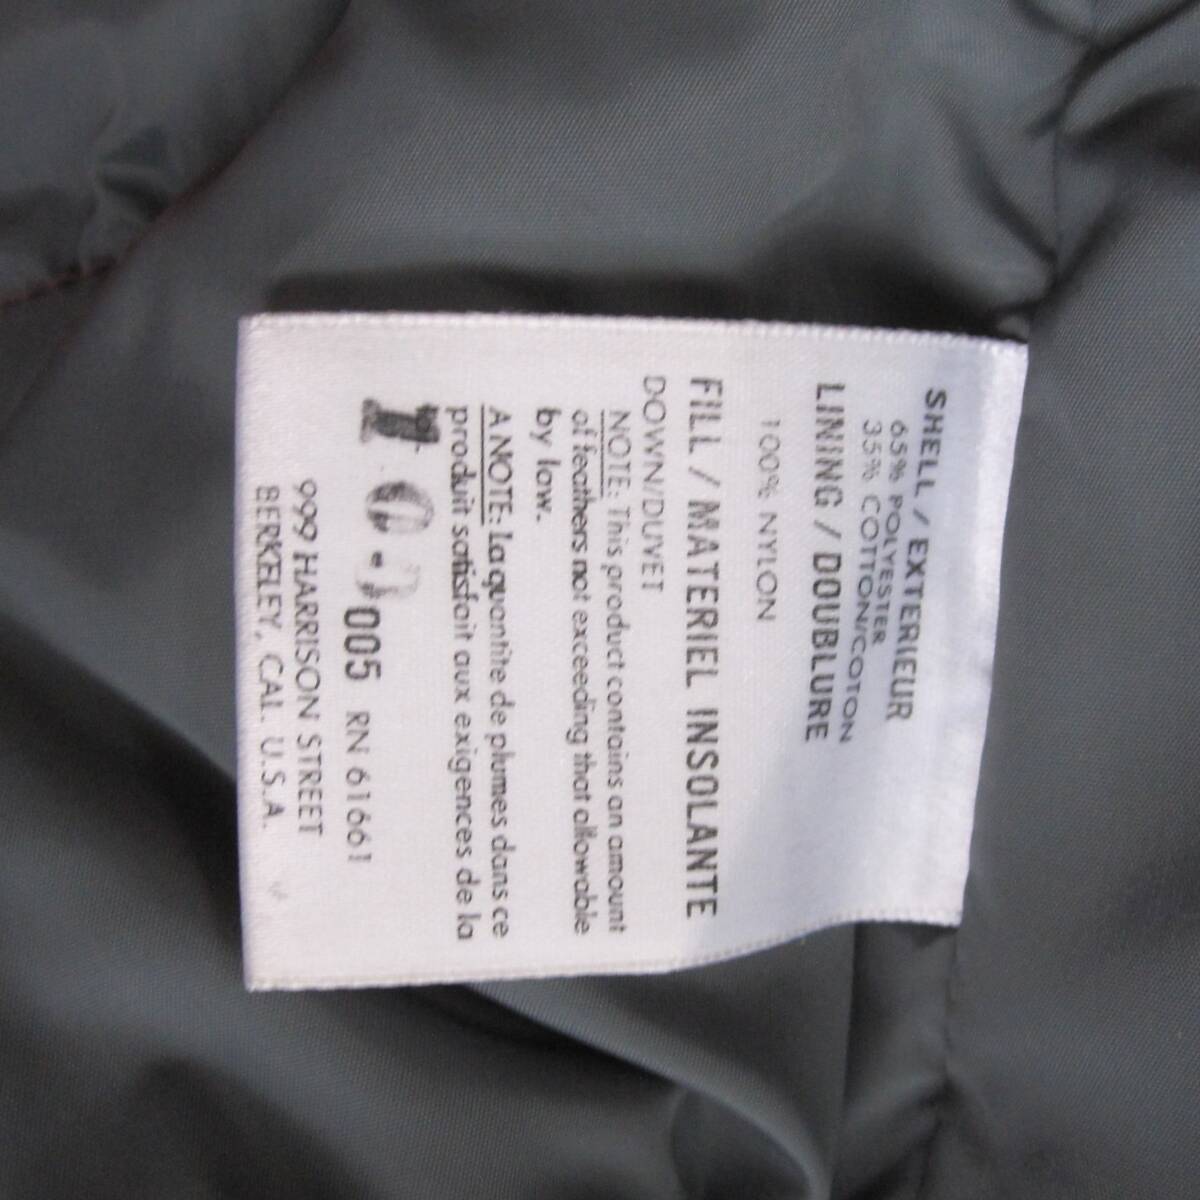 SHELL / EXTERIEUR
65% POLYESTER
35% COTTON/COTON
LINING / DOUBLURE
100% NYLON
FILL / MATERIEL INSOLANTE
DOWN/DUVET
NOTE: This product contains an amount
of feathers not exceeding that allowable
by law.
A NOTE: La quantite de plumes dans ce
produit satisfait aux exigences de la
005 RN 61661
999 HARRISON STREET
BERKELEY, CAL. U.S.A.